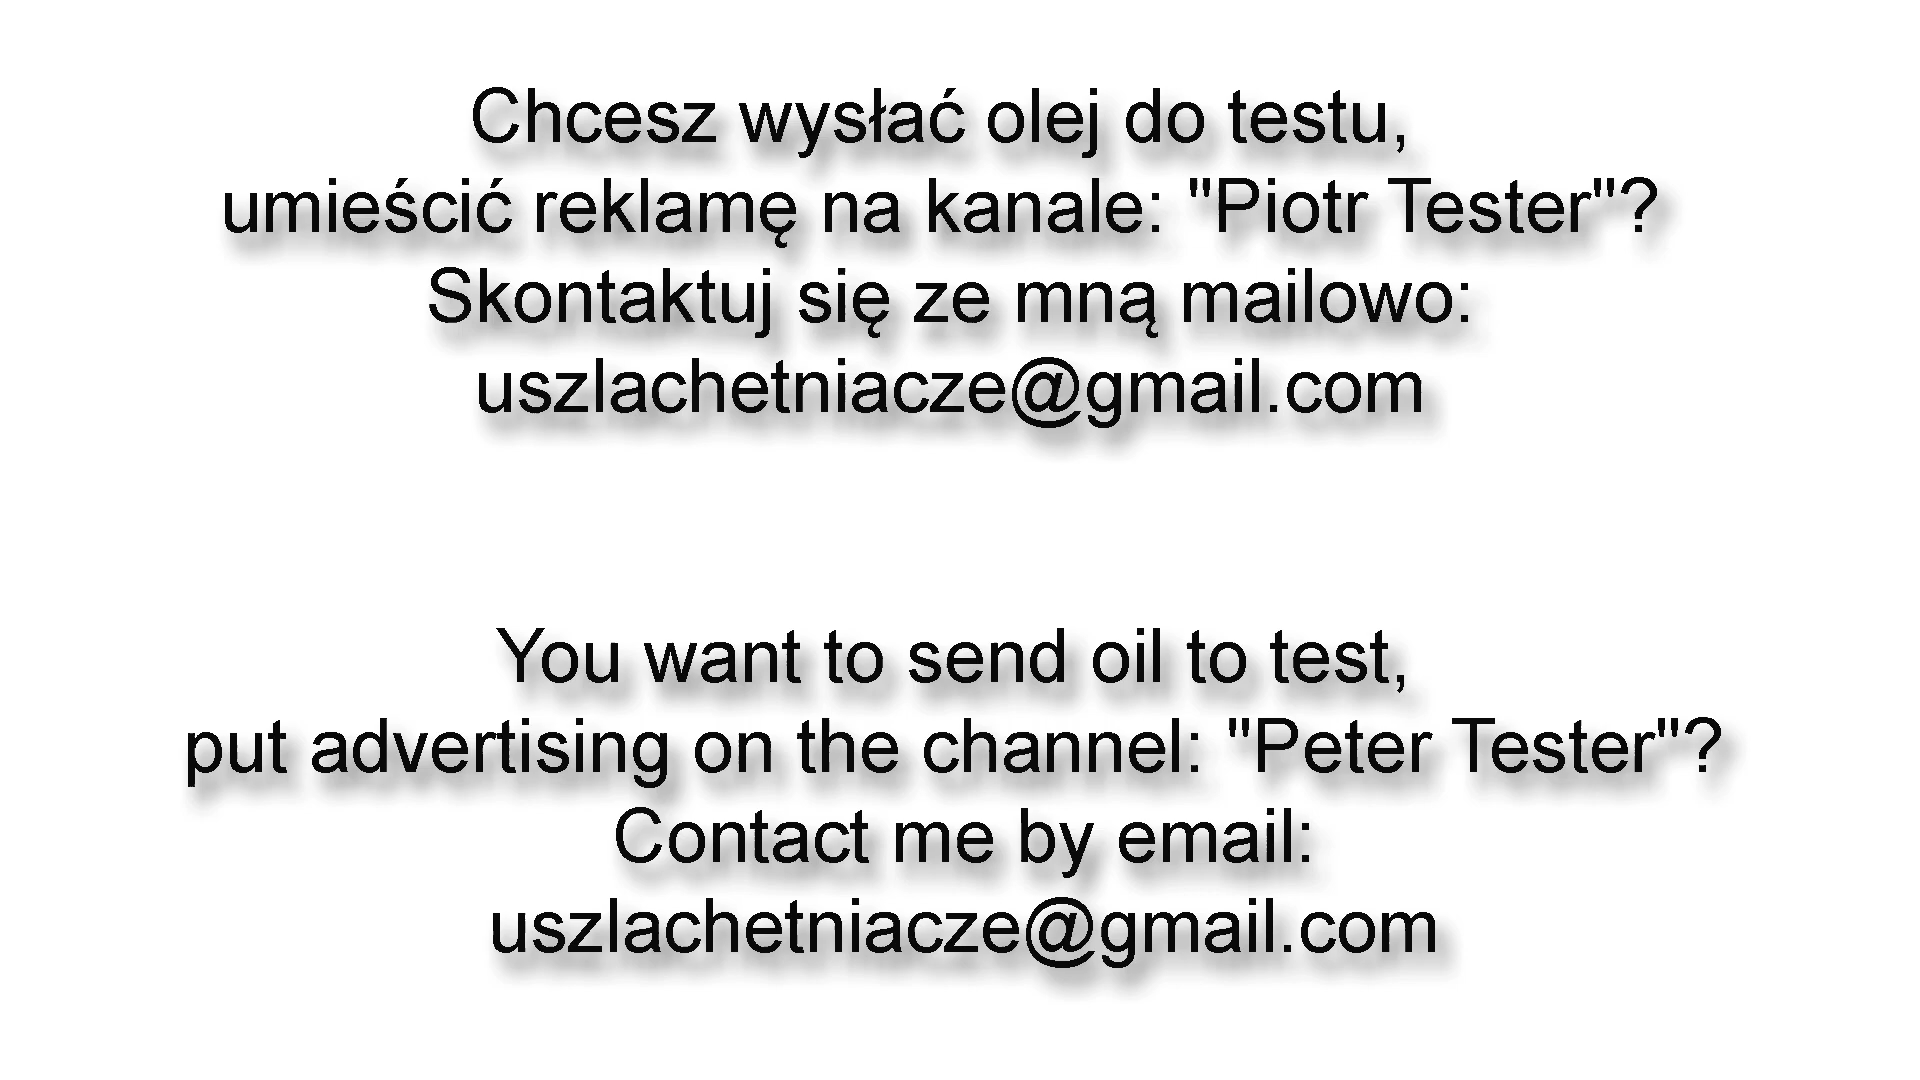 Chcesz wysłać olej do testu,
umieścić reklamę na kanale: "Piotr Tester"?
Skontaktuj się ze mną mailowo:
uszlachetniacze@gmail.com
You want to send oil to test,
put advertising on the channel: "Peter Tester"?
Contact me by email:
uszlachetniacze@gmail.com